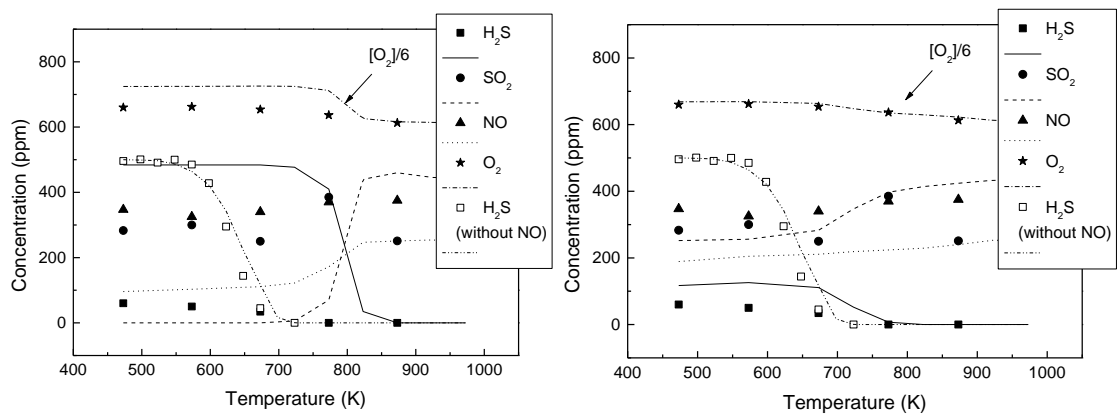 800
600
400
200
0
400 500 600 700 800 900 1000
Concentration (ppm)
Temperature (K)
[O₂]/6
H₂S
SO₂
NO
O₂
H₂S
(without NO)
800
600
400
200
0
400 500 600 700 800 900 1000
Concentration (ppm)
Temperature (K)
[O₂]/6
H₂S
SO₂
NO
O₂
H₂S
(without NO)